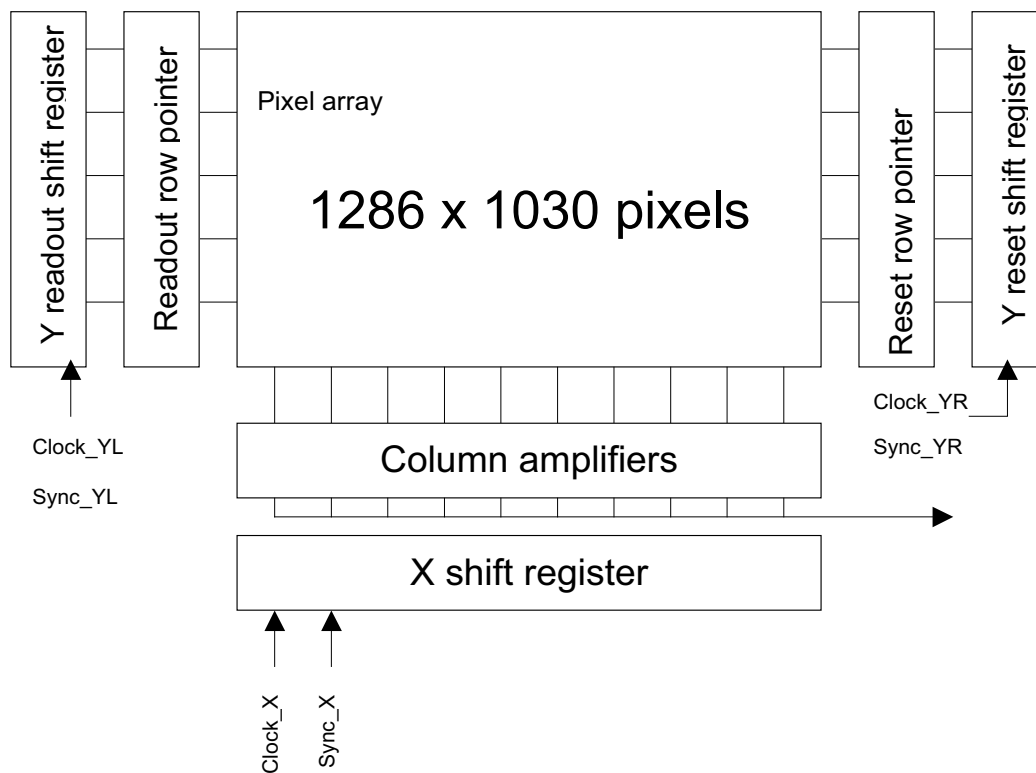 Y readout shift register
Readout row pointer
Pixel array
1286 x 1030 pixels
Reset row pointer
Y reset shift register
Clock_YL
Sync_YL
Clock_YR
Sync_YR
Column amplifiers
X shift register
Clock_X
Sync_X